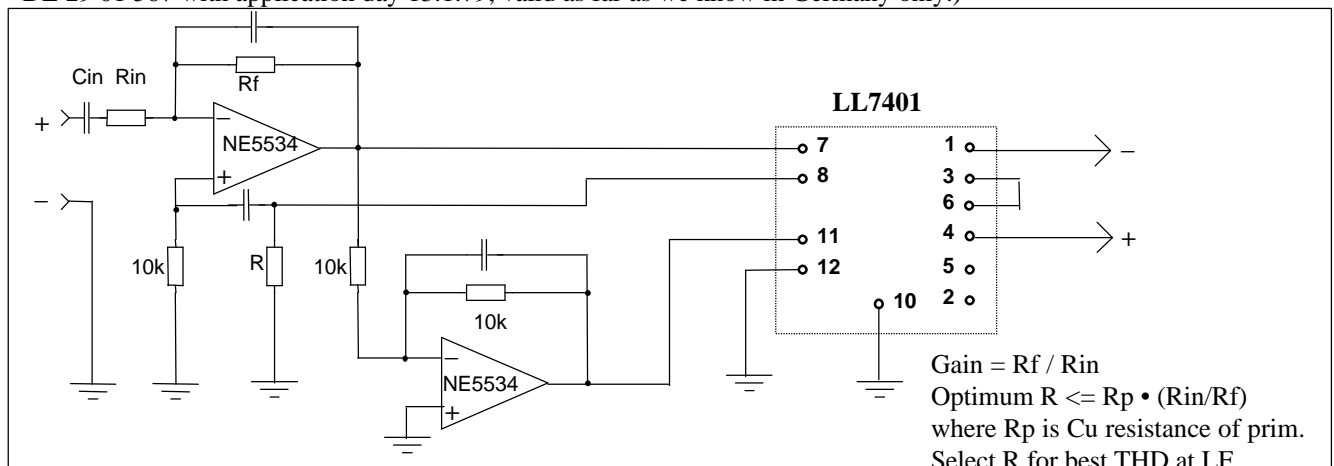 DE 29 01 567 with application day 15.1.79, valid as far as we know in Germany only.)
Cin Rin
Rf
LL7401
+
−
NE5534
+
−
10k
R
10k
10k
−
NE5534
+
7
8
11
12
10
1
3
6
4
5
2
−
+
Gain = Rf / Rin
Optimum R <= Rp • (Rin/Rf)
where Rp is Cu resistance of prim.
Select R for best THD at LF